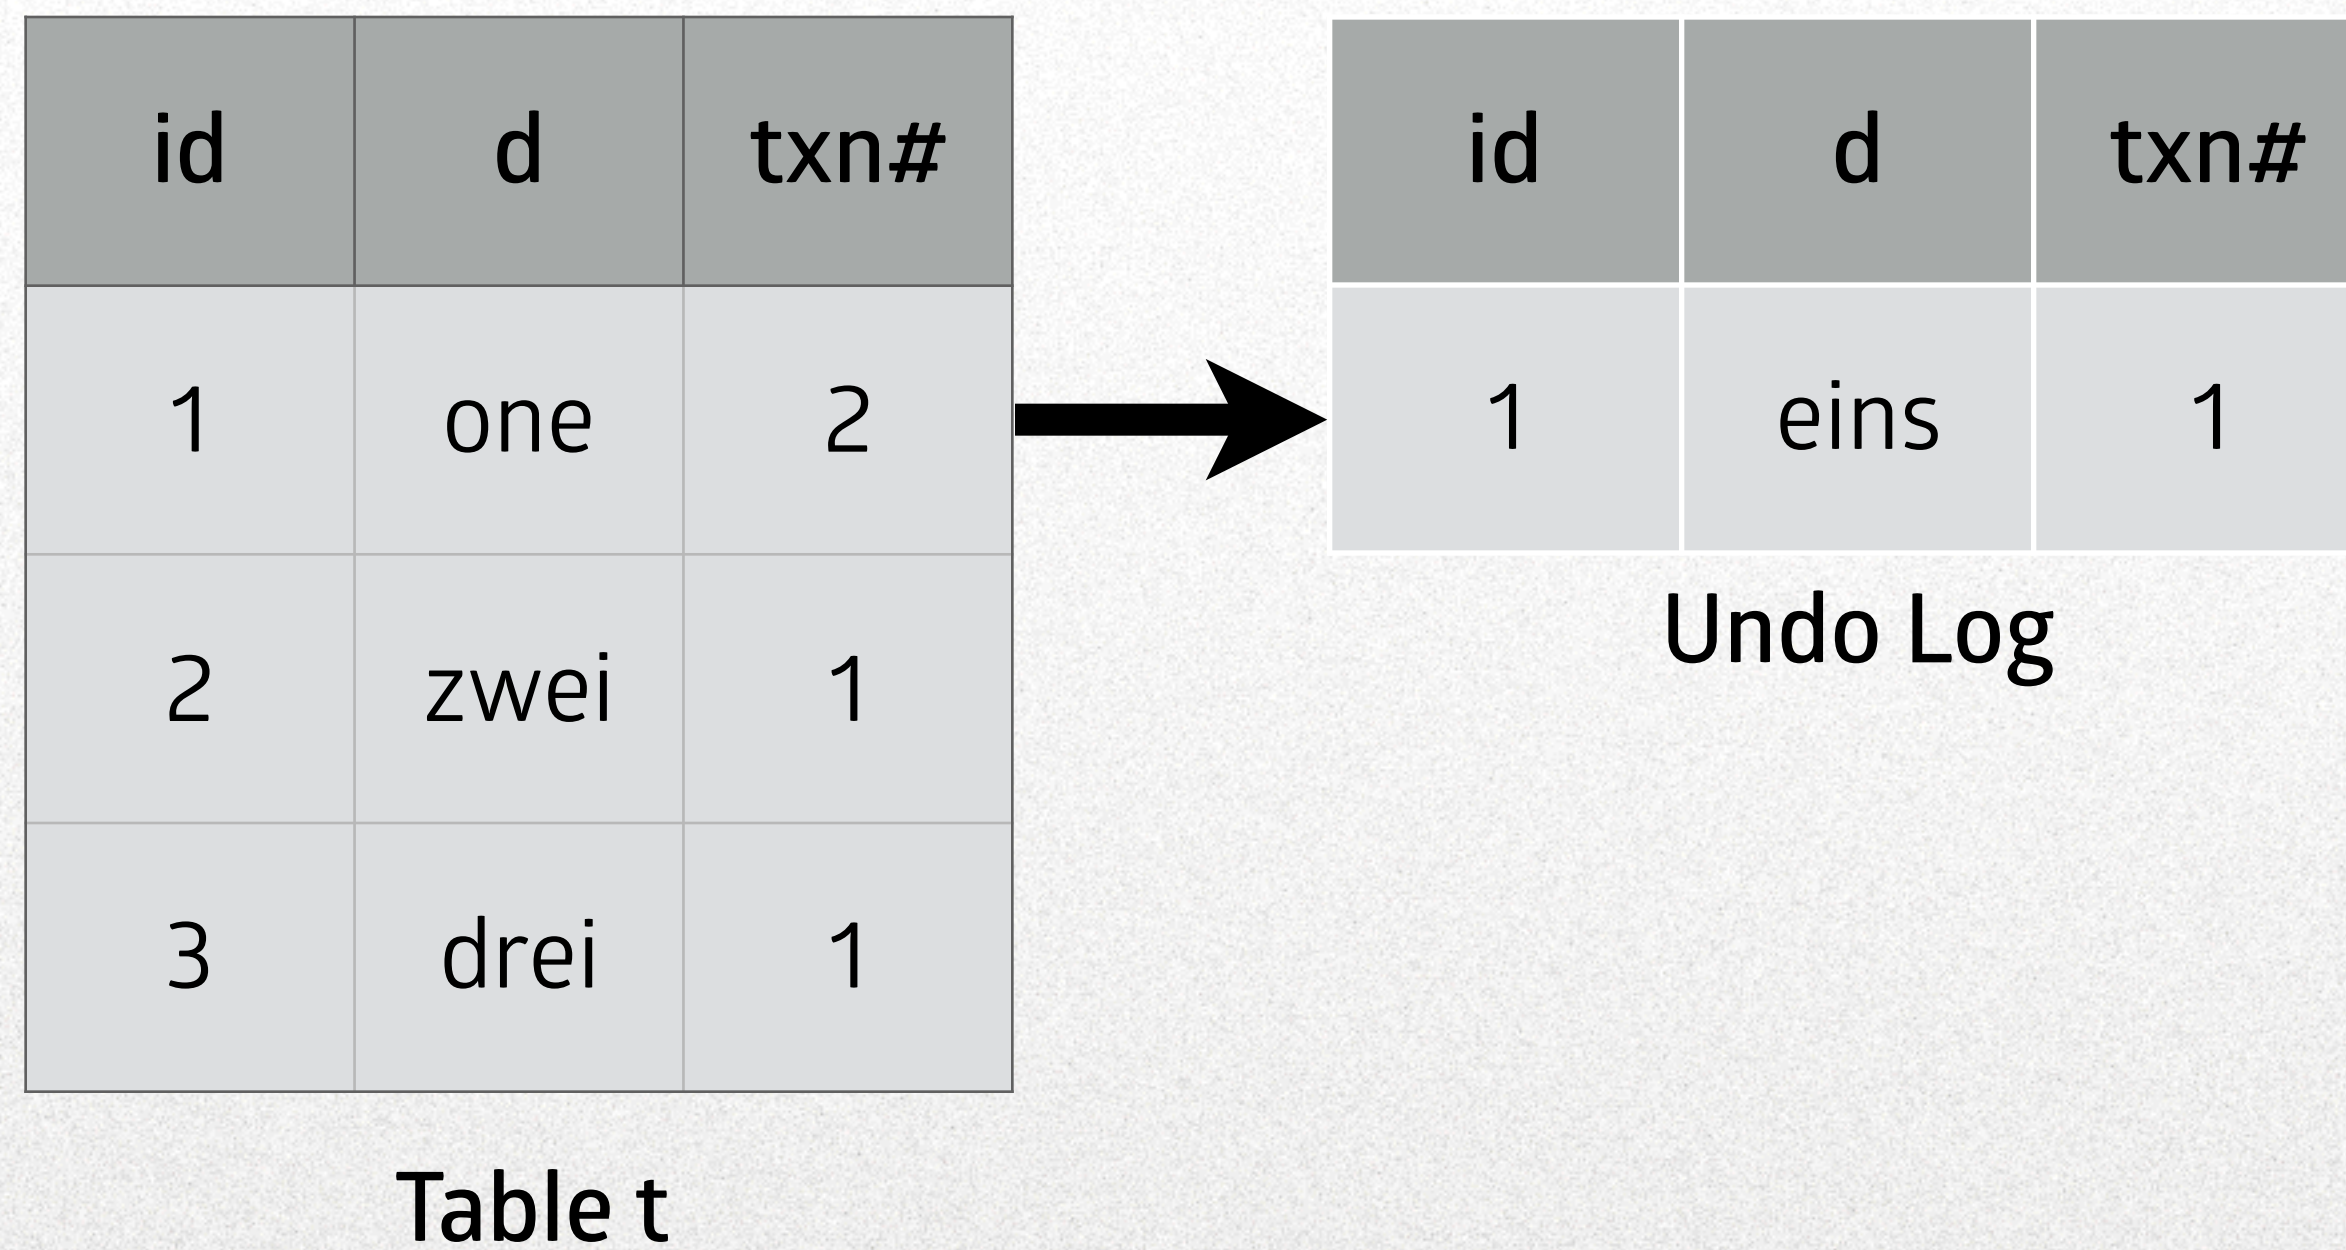 id d txn#
1 one 2
2 zwei 1
3 drei 1
Table t
id d txn#
1 eins 1
Undo Log